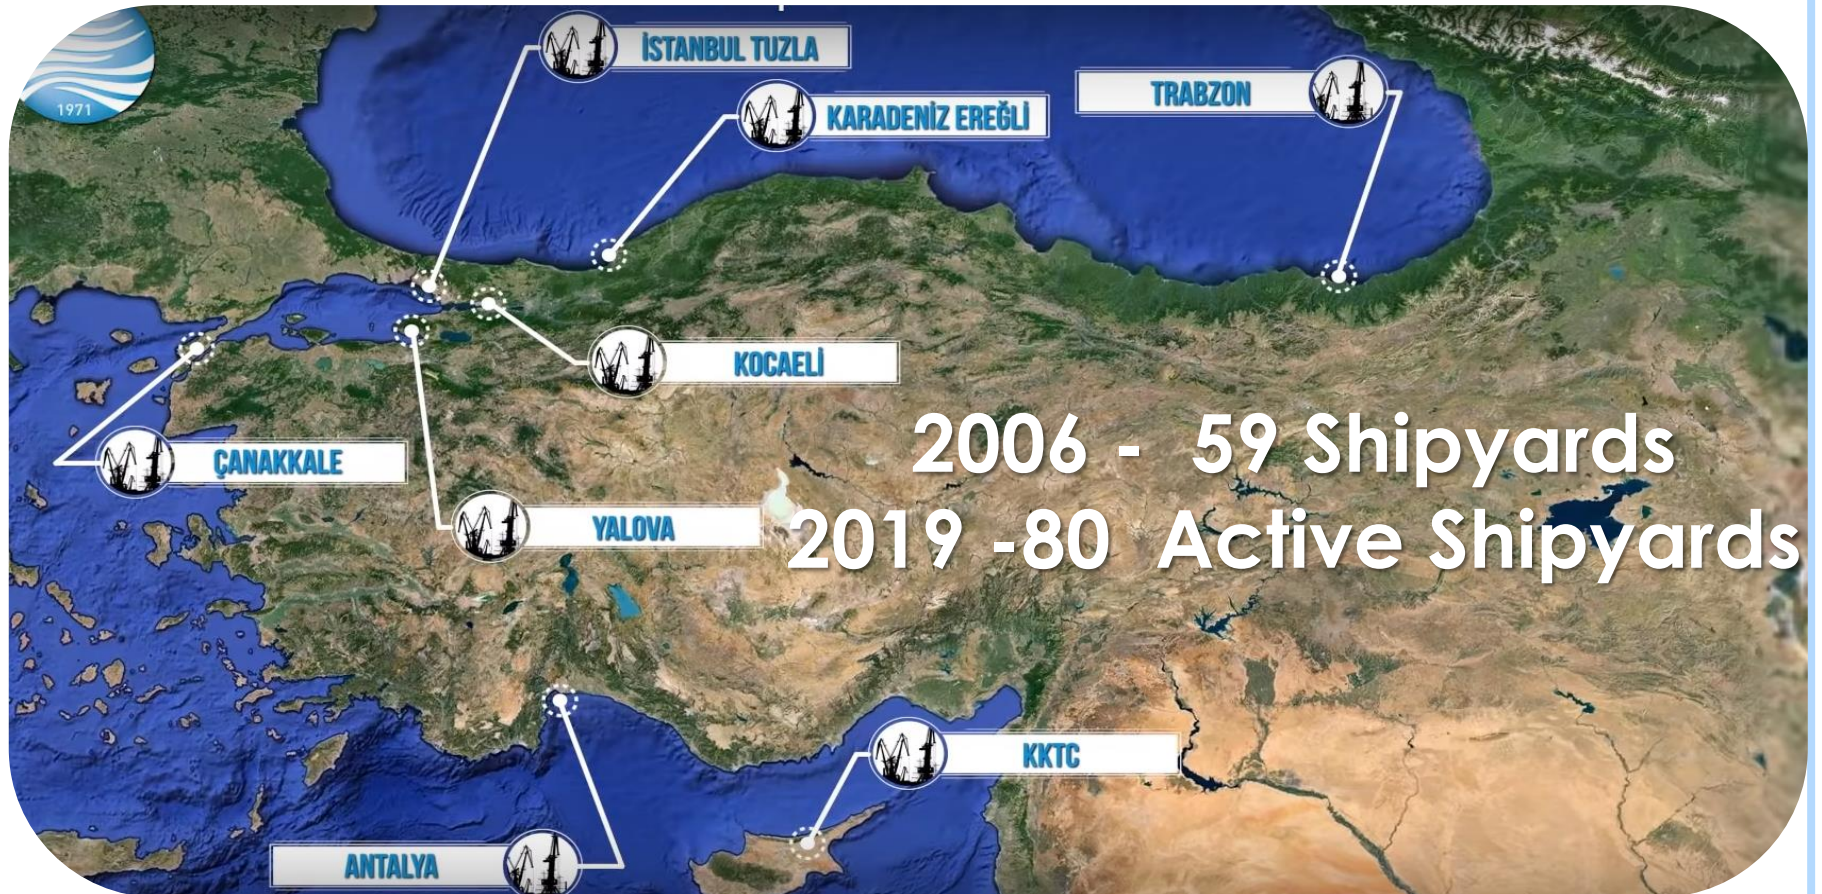 1971
İSTANBUL TUZLA
KARADENİZ EREĞLİ
TRABZON
KOCAELİ
ÇANAKKALE
YALOVA
2006 - 59 Shipyards
2019 -80 Active Shipyards
KKTC
ANTALYA